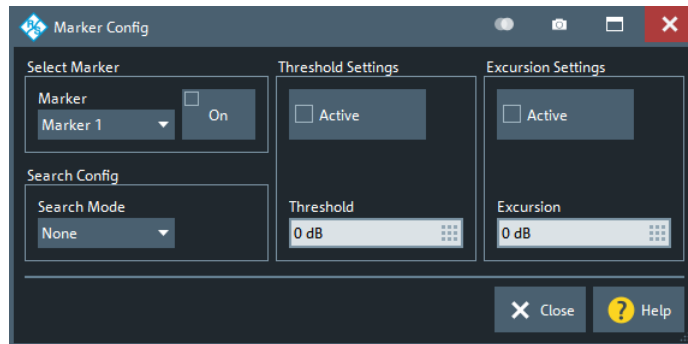 Marker Config
Select Marker
Marker
Marker 1
On
Search Config
Search Mode
None
Threshold Settings
Active
Threshold
0 dB
Excursion Settings
Active
Excursion
0 dB
Close
Help